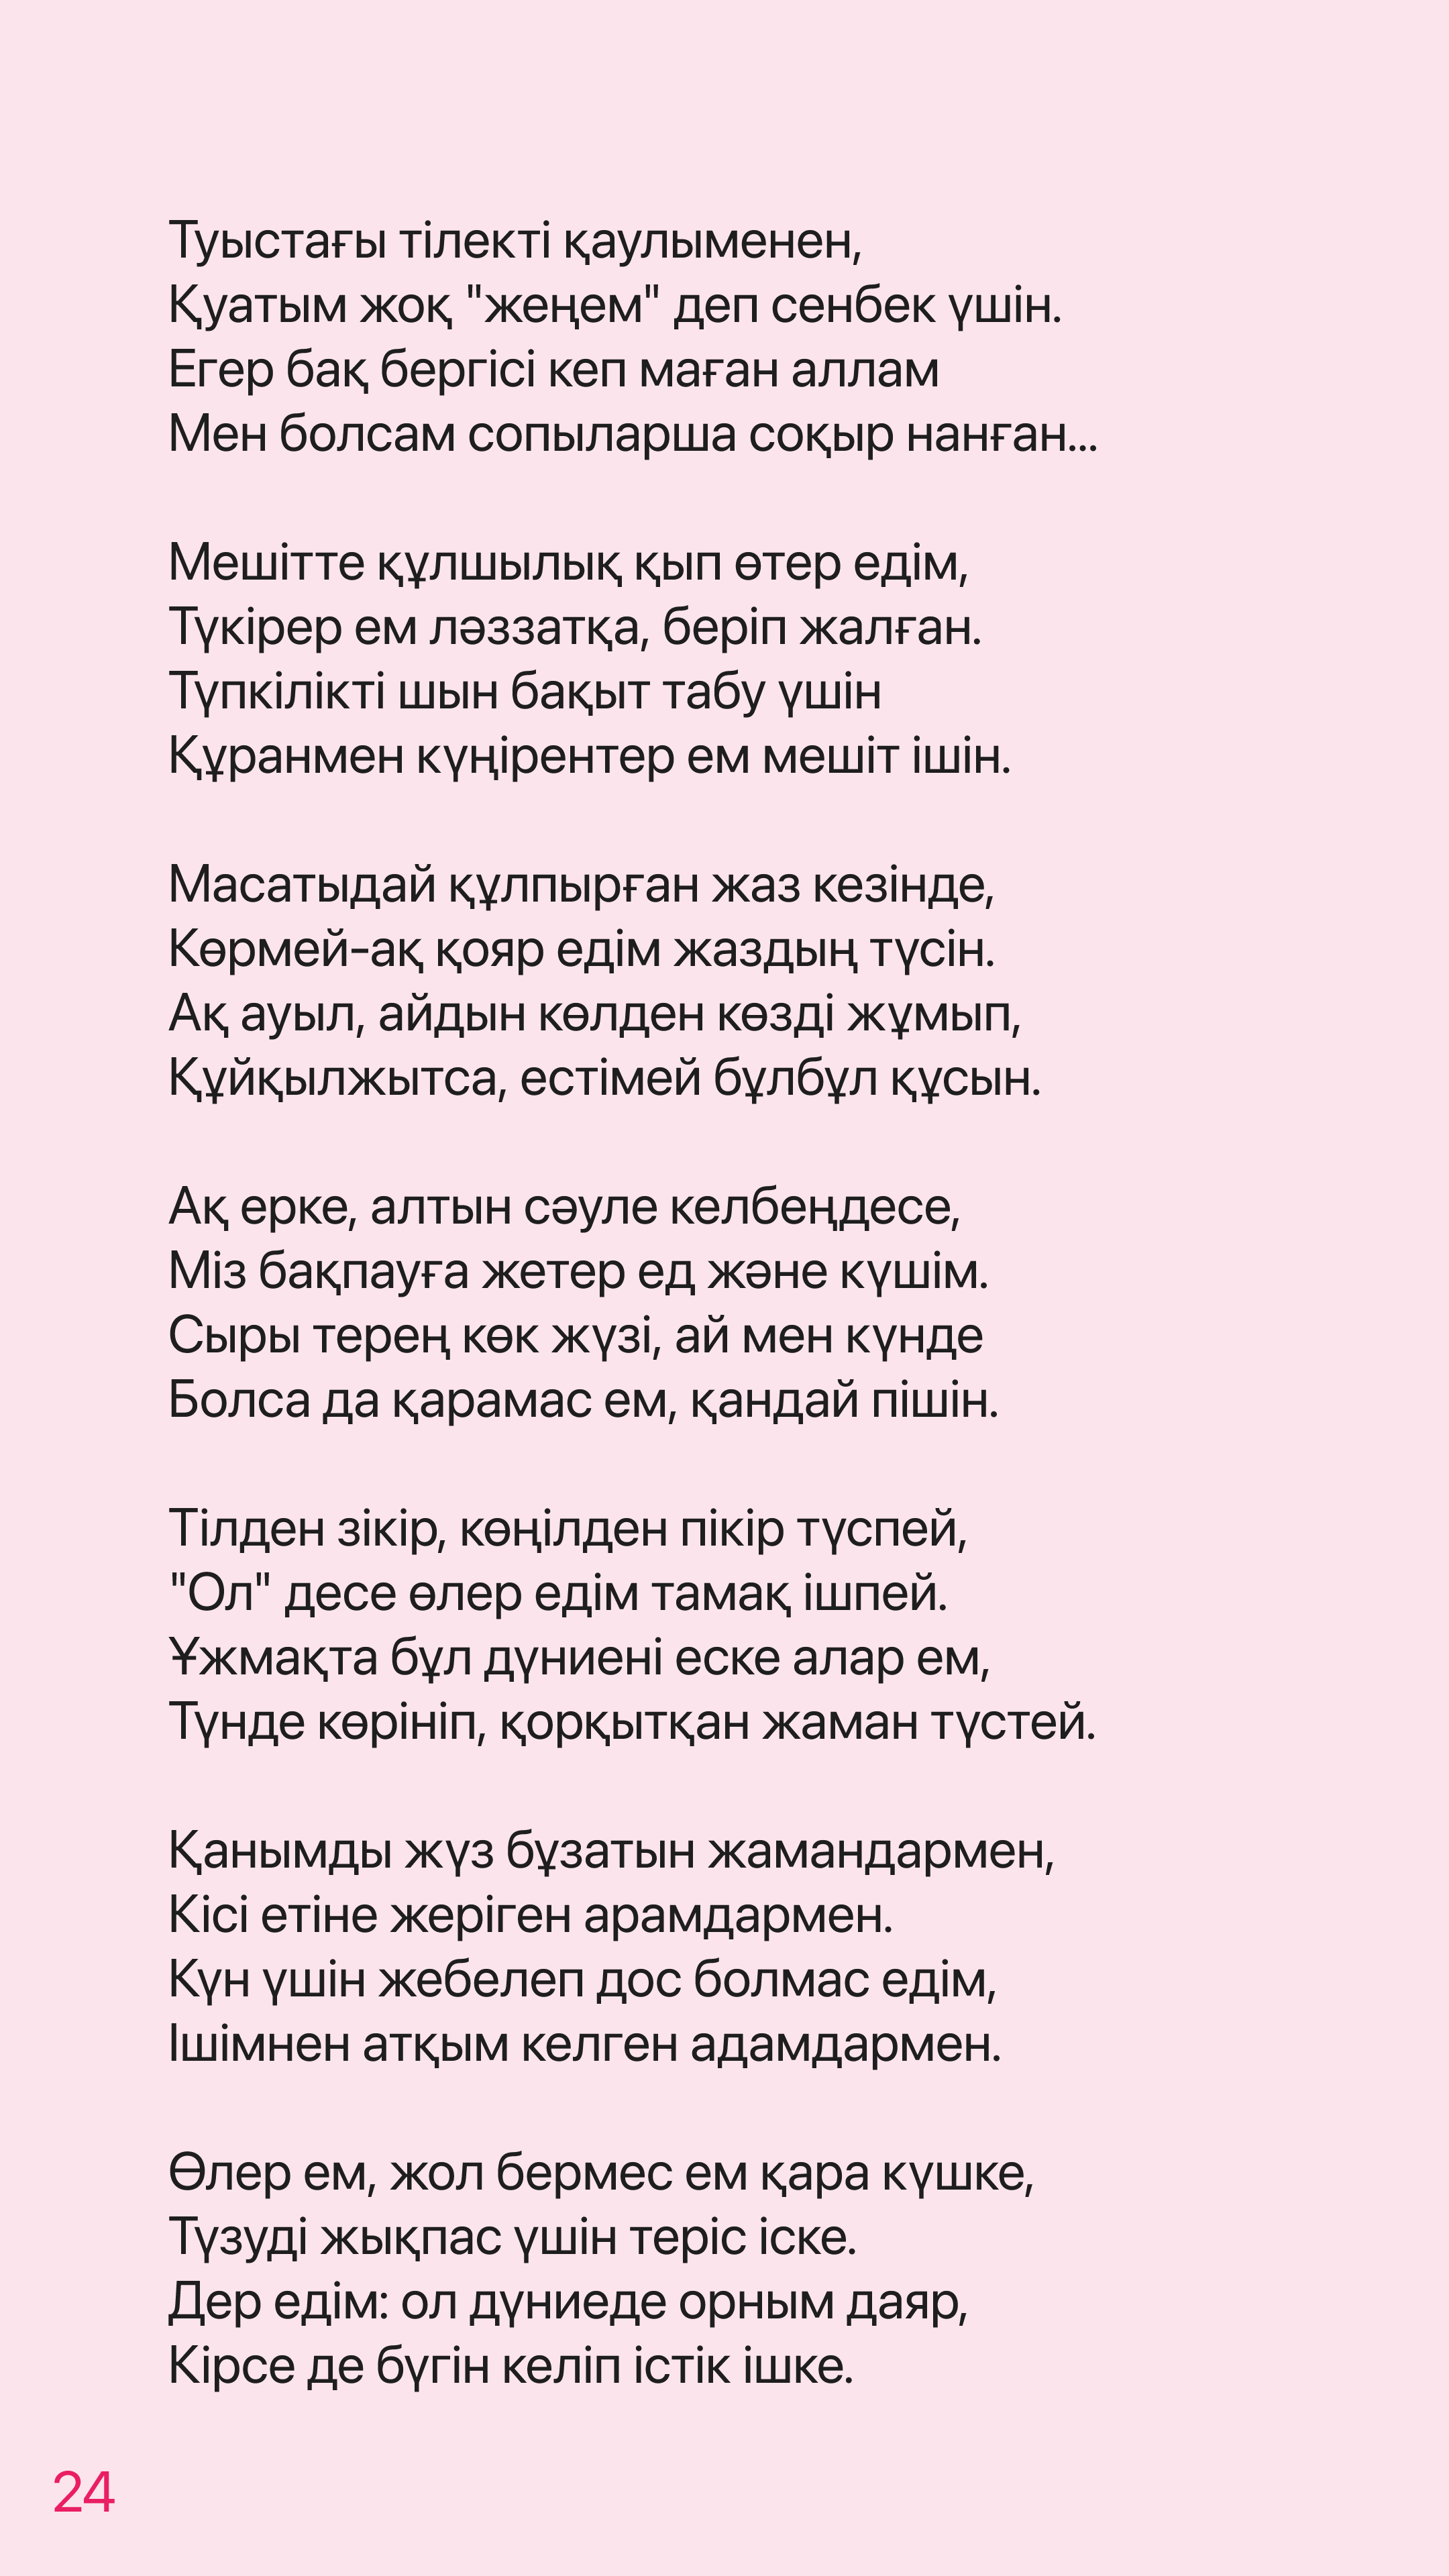 Туыстағы тілекті қаулыменен,
Қуатым жоқ "жеңем" деп сенбек үшін.
Егер бақ бергісі кеп маған аллам
Мен болсам сопыларша соқыр нанған...
Мешітте құлшылық қып өтер едім,
Түкірер ем ләззатқа, беріп жалған.
Түпкілікті шын бақыт табу үшін
Құранмен күңірентер ем мешіт ішін.
Масатыдай құлпырған жаз кезінде,
Көрмей-ақ қояр едім жаздың түсін.
Ақ ауыл, айдын көлден көзді жұмып,
Құйқылжытса, естімей бұлбұл құсын.
Ақ ерке, алтын сәуле келбеңдесе,
Міз бақпауға жетер ед және күшім.
Сыры терең көк жүзі, ай мен күнде
Болса да қарамас ем, қандай пішін.
Тілден зікір, көңілден пікір түспей,
"Ол" десе өлер едім тамақ ішпей.
Ұжмақта бұл дүниені еске алар ем,
Түнде көрініп, қорқытқан жаман түстей.
Қанымды жүз бұзатын жамандармен,
Кісі етіне жеріген арамдармен.
Күн үшін жебелеп дос болмас едім,
Ішімнен атқым келген адамдармен.
Өлер ем, жол бермес ем қара күшке,
Түзуді жықпас үшін теріс іске.
Дер едім: ол дүниеде орным даяр,
Кірсе де бүгін келіп істік ішке.
24